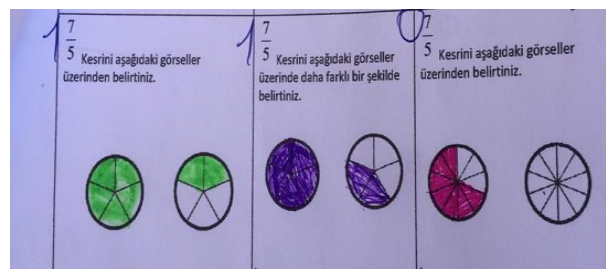 1
7
5 Kesrini aşağıdaki görseller
üzerinden belirtiniz.
1
7
5 Kesrini aşağıdaki görseller
üzerinde daha farklı bir şekilde
belirtiniz.
0
7
5 Kesrini aşağıdaki görseller
üzerinden belirtiniz.